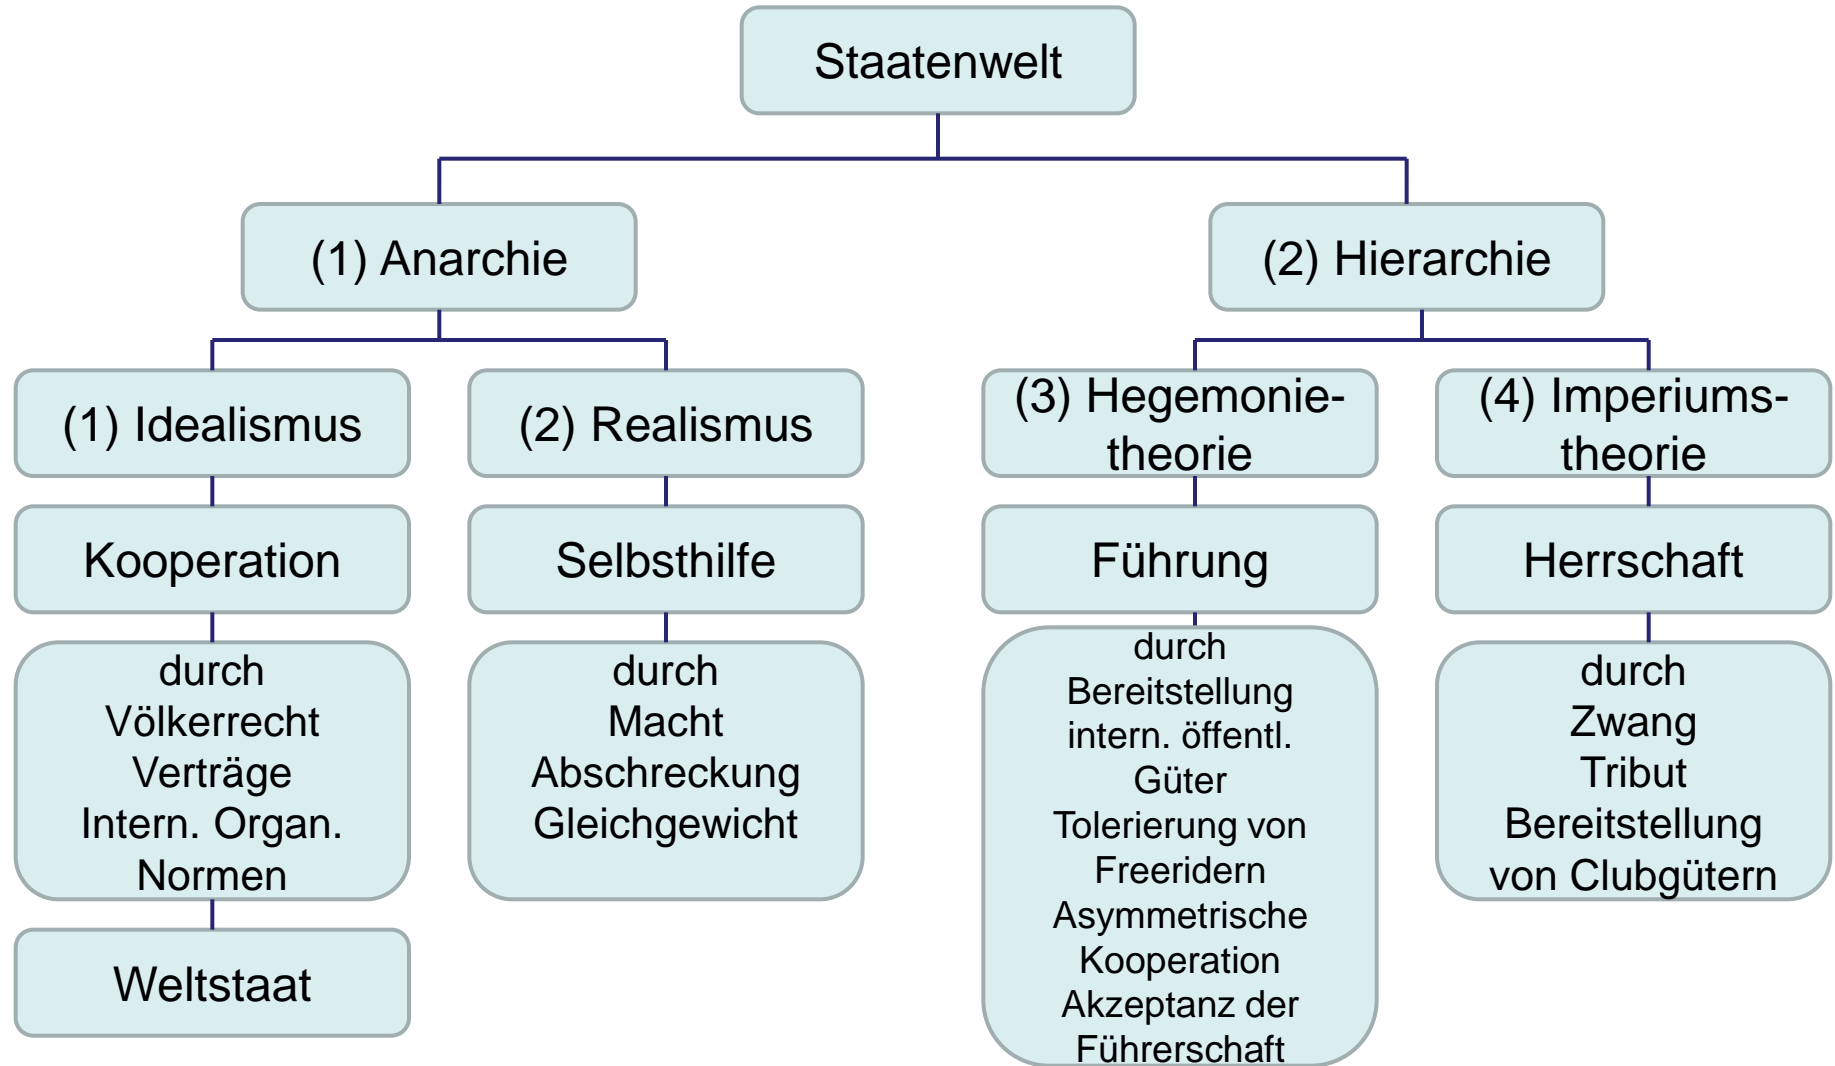 Staatenwelt
(1) Anarchie
(2) Hierarchie
(1) Idealismus
(2) Realismus
(3) Hegemonie-
theorie
(4) Imperiums-
theorie
Kooperation
Selbsthilfe
Führung
Herrschaft
durch
Völkerrecht
Verträge
Intern. Organ.
Normen
durch
Macht
Abschreckung
Gleichgewicht
durch
Bereitstellung
intern. öffentl.
Güter
Tolerierung von
Freeridern
Asymmetrische
Kooperation
Akzeptanz der
Führerschaft
durch
Zwang
Tribut
Bereitstellung
von Clubgütern
Weltstaat